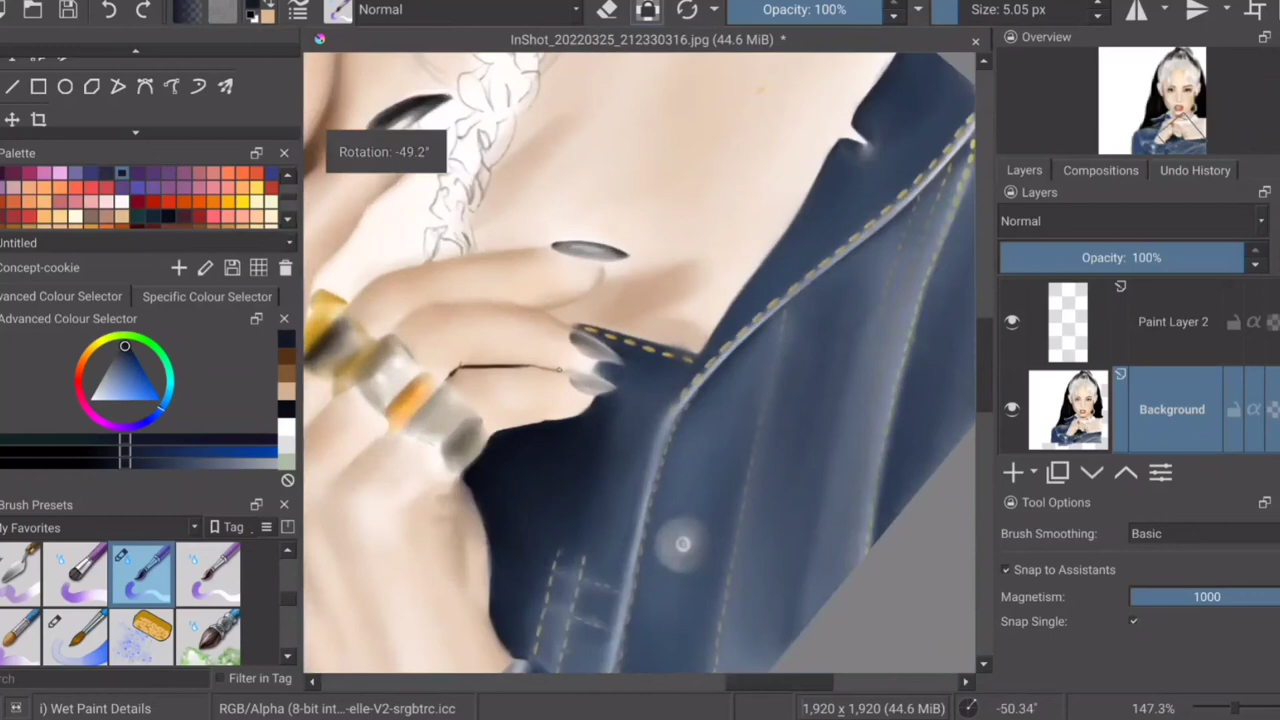 Normal
Opacity: 100%
Size: 5.05 px
InShot_20220325_212330316.jpg (44.6 MiB) *
Overview
Rotation: -49.2°
Palette
Untitled
Concept-cookie
vanced Colour Selector
Specific Colour Selector
Advanced Colour Selector
Brush Presets
My Favorites
Tag
rch
Filter in Tag
Layers
Compositions
Undo History
Layers
Normal
Opacity: 100%
Paint Layer 2
Background
Tool Options
Brush Smoothing:
Basic
Snap to Assistants
Magnetism:
1000
Snap Single:
i) Wet Paint Details
RGB/Alpha (8-bit int...-elle-V2-srgbtrc.icc
1,920 x 1,920 (44.6 MiB)
-50.34°
147.3%